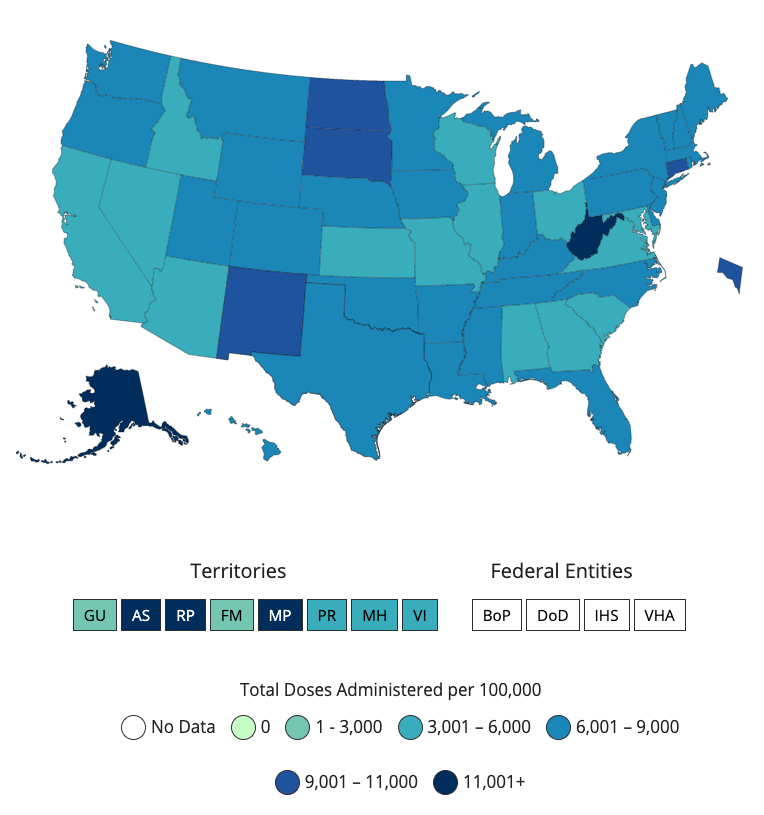 Territories
Federal Entities
GU AS RP FM MP PR MH VI
BoP DoD IHS VHA
Total Doses Administered per 100,000
No Data 0 1 - 3,000 3,001 – 6,000 6,001 – 9,000
9,001 – 11,000 11,001+